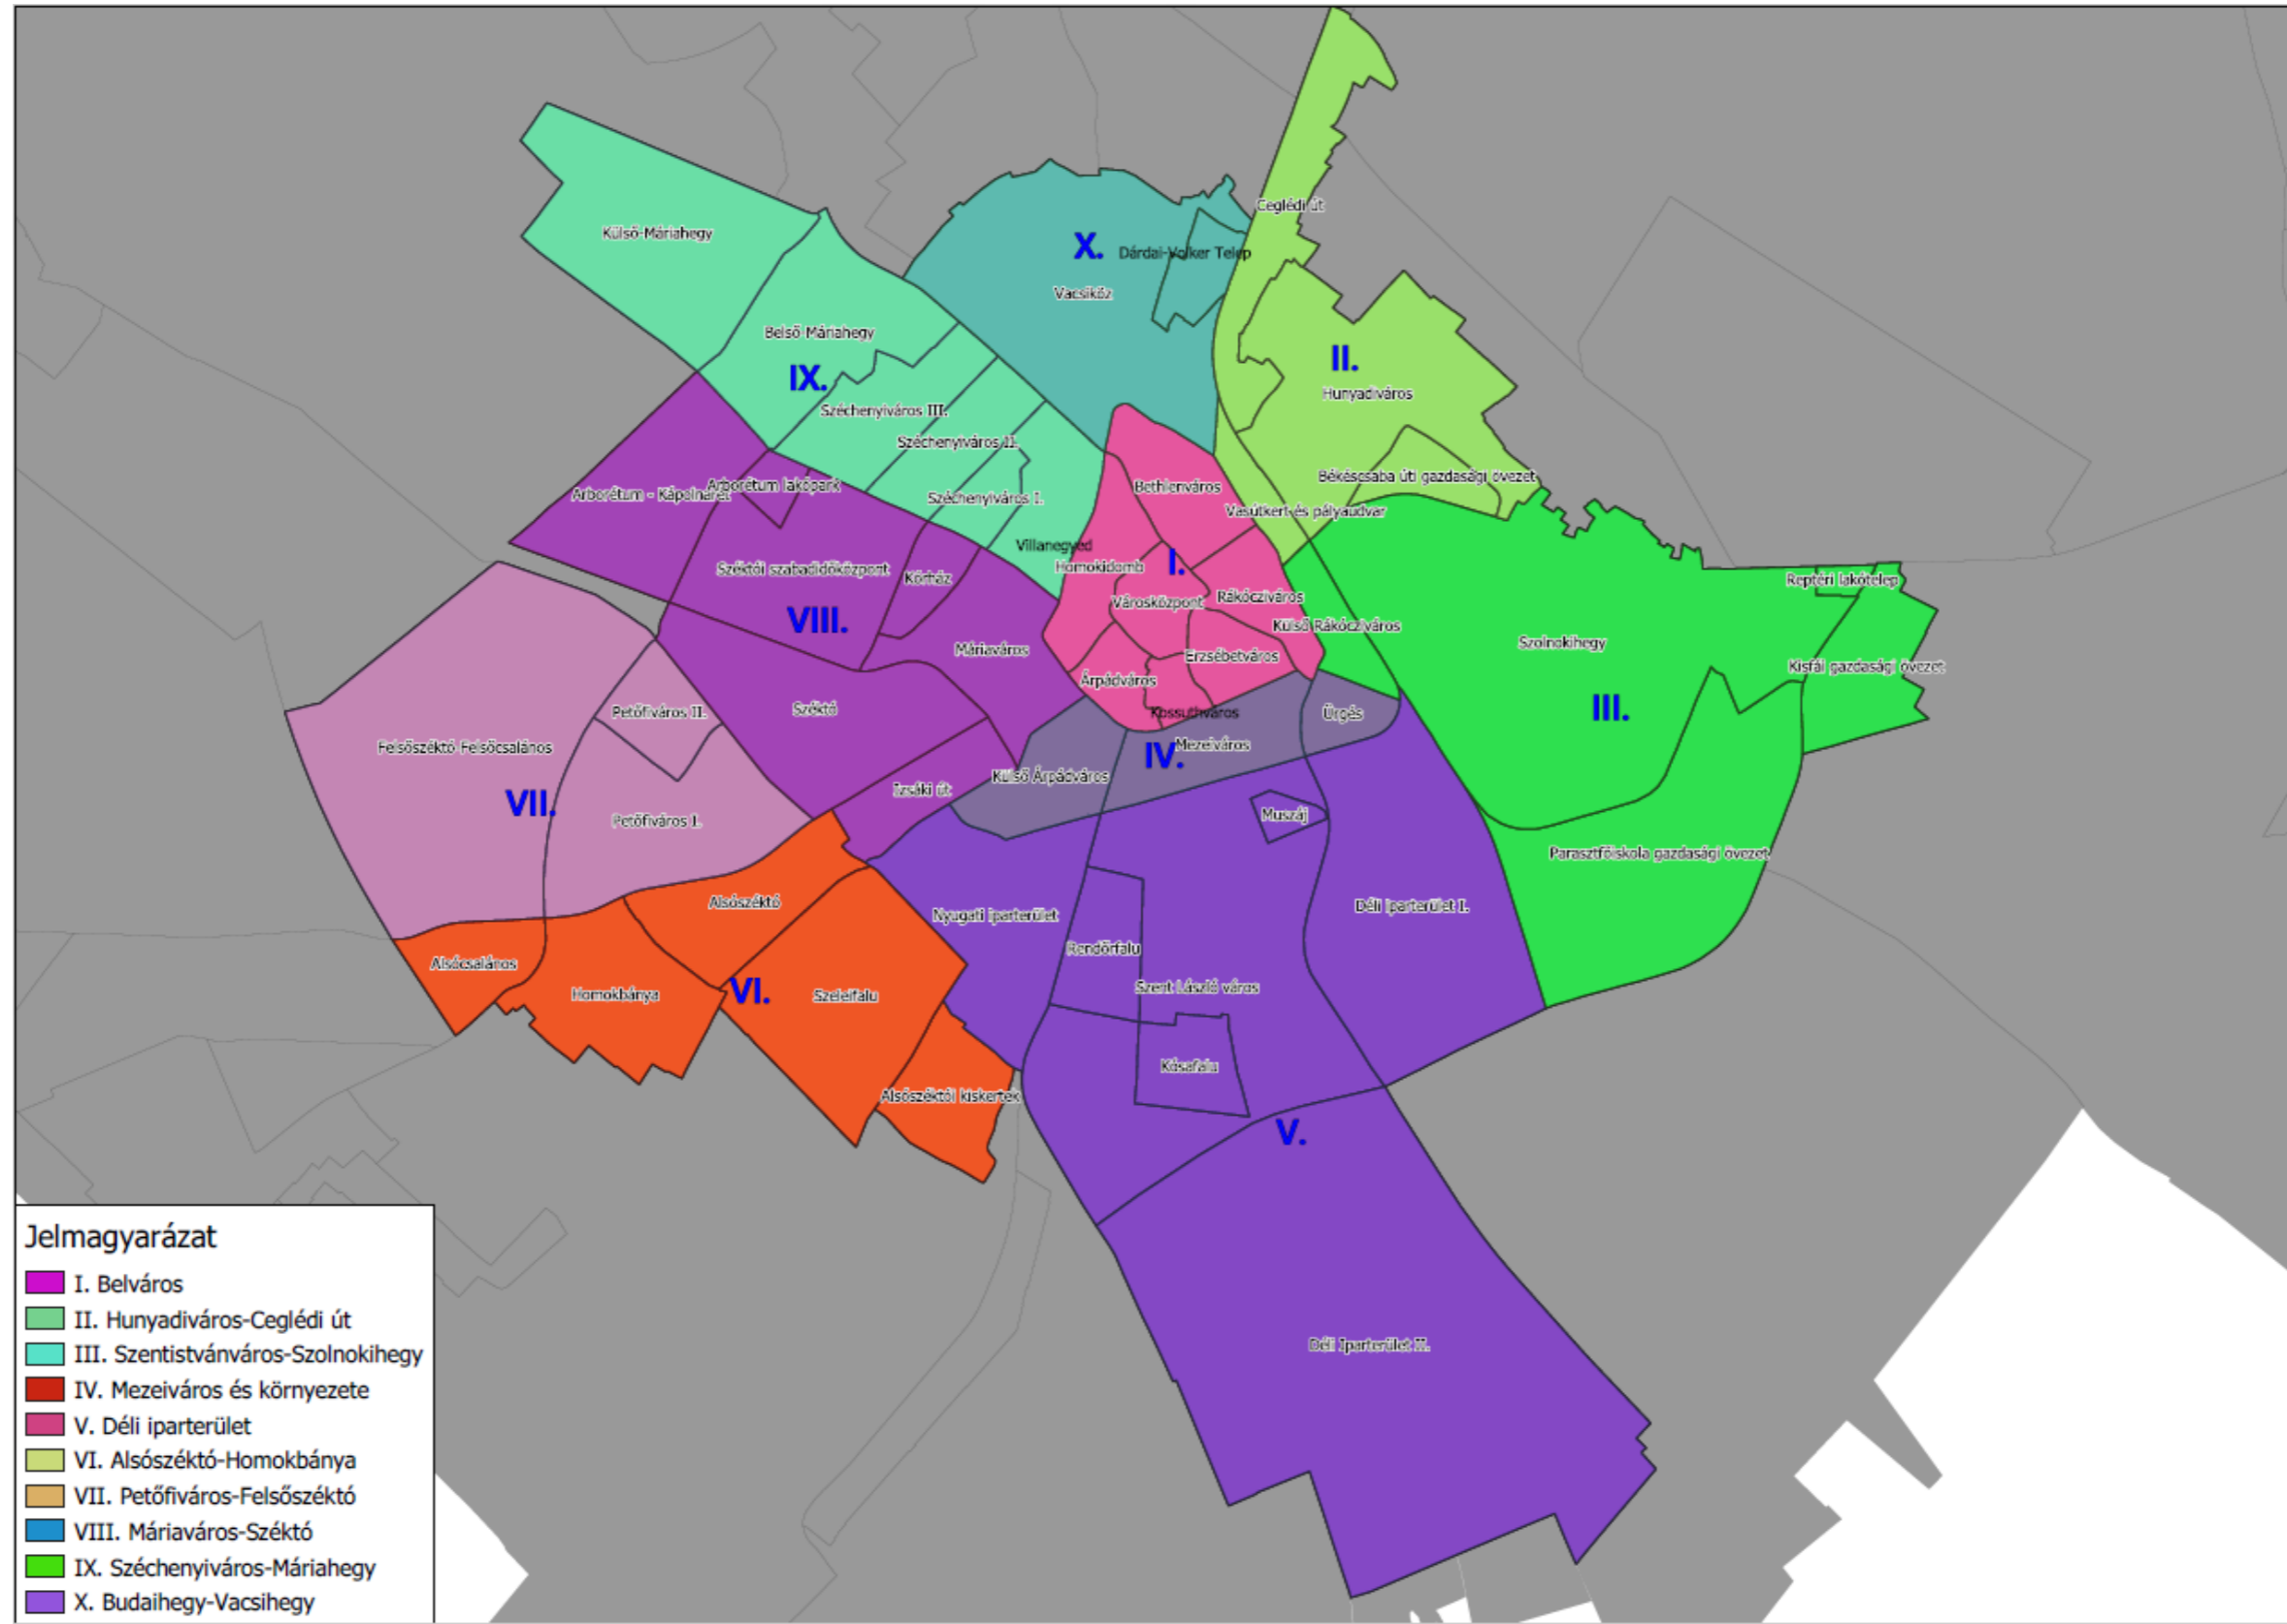 Ceglédi út
Külső-Máriahegy
X.
Dárdai-Volker Telep
Vacsiköz
Belső Máriahegy
II.
IX.
Hunyadiváros
Széchenyiváros III.
Széchenyiváros II.
Békéscsaba úti gazdasági övezet
Arborétum lakópark
Bethlenváros
Arborétum - Kápolnarét
Széchenyiváros I.
Vasútkert és pályaudvar
Villanegyed
I.
Homokidomb
Széktói szabadidőközpont
Kórház
Reptéri lakótelep
Városközpont
Rákócziváros
VIII.
Külső Rákócziváros
Szolnokihegy
Máriaváros
Erzsébetváros
Kisfái gazdasági övezet
Árpádváros
Széktó
Petőfiváros II.
Kossuthváros
Ürgés
III.
Felsőszéktó-Felsőcsalános
Mezeiváros
IV.
Külső Árpádváros
Izsáki út
VII.
Muszáj
Petőfiváros I.
Parasztfőiskola gazdasági övezet
Alsószéktó
Déli iparterület I.
Nyugati iparterület
Rendőrfalu
Alsócsalános
Szent László város
VI.
Homokbánya
Szeleifalu
Kósafalu
Alsószéktói kiskertek
V.
Déli Iparterület II.
Jelmagyarázat
I. Belváros
II. Hunyadiváros-Ceglédi út
III. Szentistvánváros-Szolnokihegy
IV. Mezeiváros és környezete
V. Déli iparterület
VI. Alsószéktó-Homokbánya
VII. Petőfiváros-Felsőszéktó
VIII. Máriaváros-Széktó
IX. Széchenyiváros-Máriahegy
X. Budaihegy-Vacsihegy